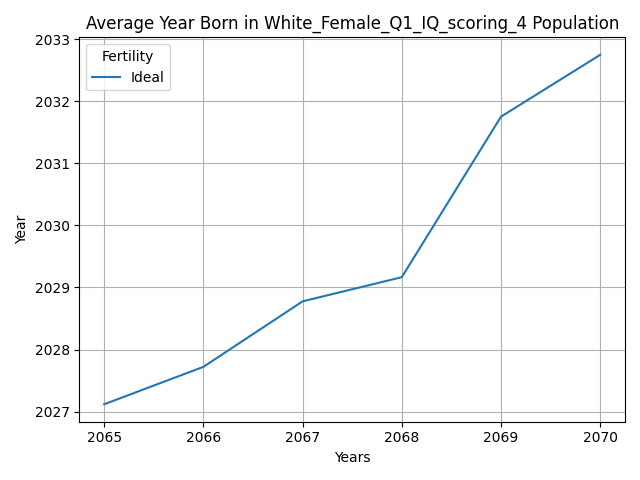 Average Year Born in White_Female_Q1_IQ_scoring_4 Population
Fertility
Ideal
2033
2032
2031
2030
2029
2028
2027
Year
2065 2066 2067 2068 2069 2070
Years